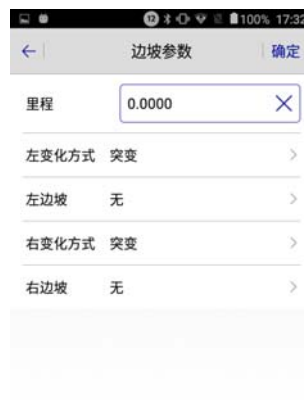 12 100% 17:32
边坡参数 确定
里程 0.0000
左变化方式 突变
左边坡 无
右变化方式 突变
右边坡 无